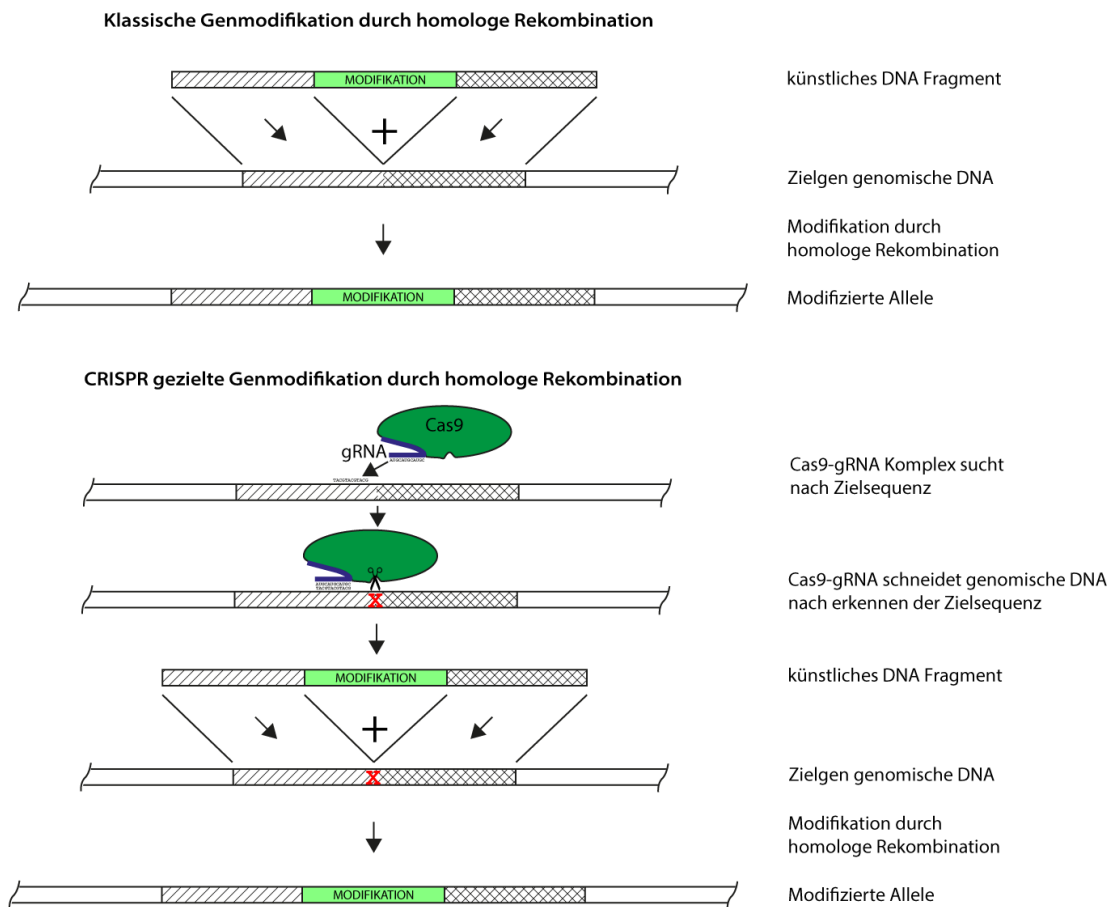 Klassische Genmodifikation durch homologe Rekombination
MODIFIKATION
künstliches DNA Fragment
+
Zielgen genomische DNA
Modifikation durch
homologe Rekombination
MODIFIKATION
Modifizierte Allele
CRISPR gezielte Genmodifikation durch homologe Rekombination
Cas9
gRNA
TACGTACGTACG
Cas9-gRNA Komplex sucht
nach Zielsequenz
X
Cas9-gRNA schneidet genomische DNA
nach erkennen der Zielsequenz
MODIFIKATION
künstliches DNA Fragment
+
X
Zielgen genomische DNA
Modifikation durch
homologe Rekombination
MODIFIKATION
Modifizierte Allele